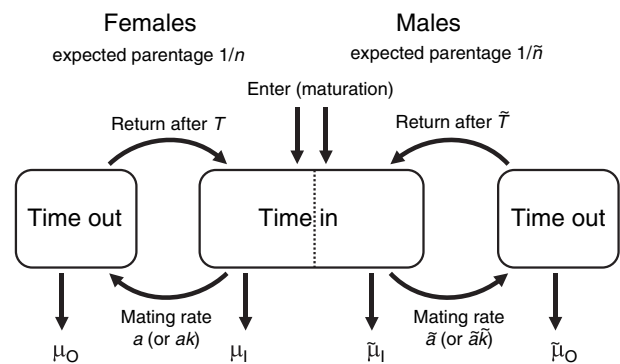 Females
Males
expected parentage 1/n
expected parentage 1/ñ
Enter (maturation)
Return after T
Return after T̃
Time out
Time in
Time out
Mating rate
a (or ak)
Mating rate
ã (or ãk̃)
μO
μI
μ̃I
μ̃O